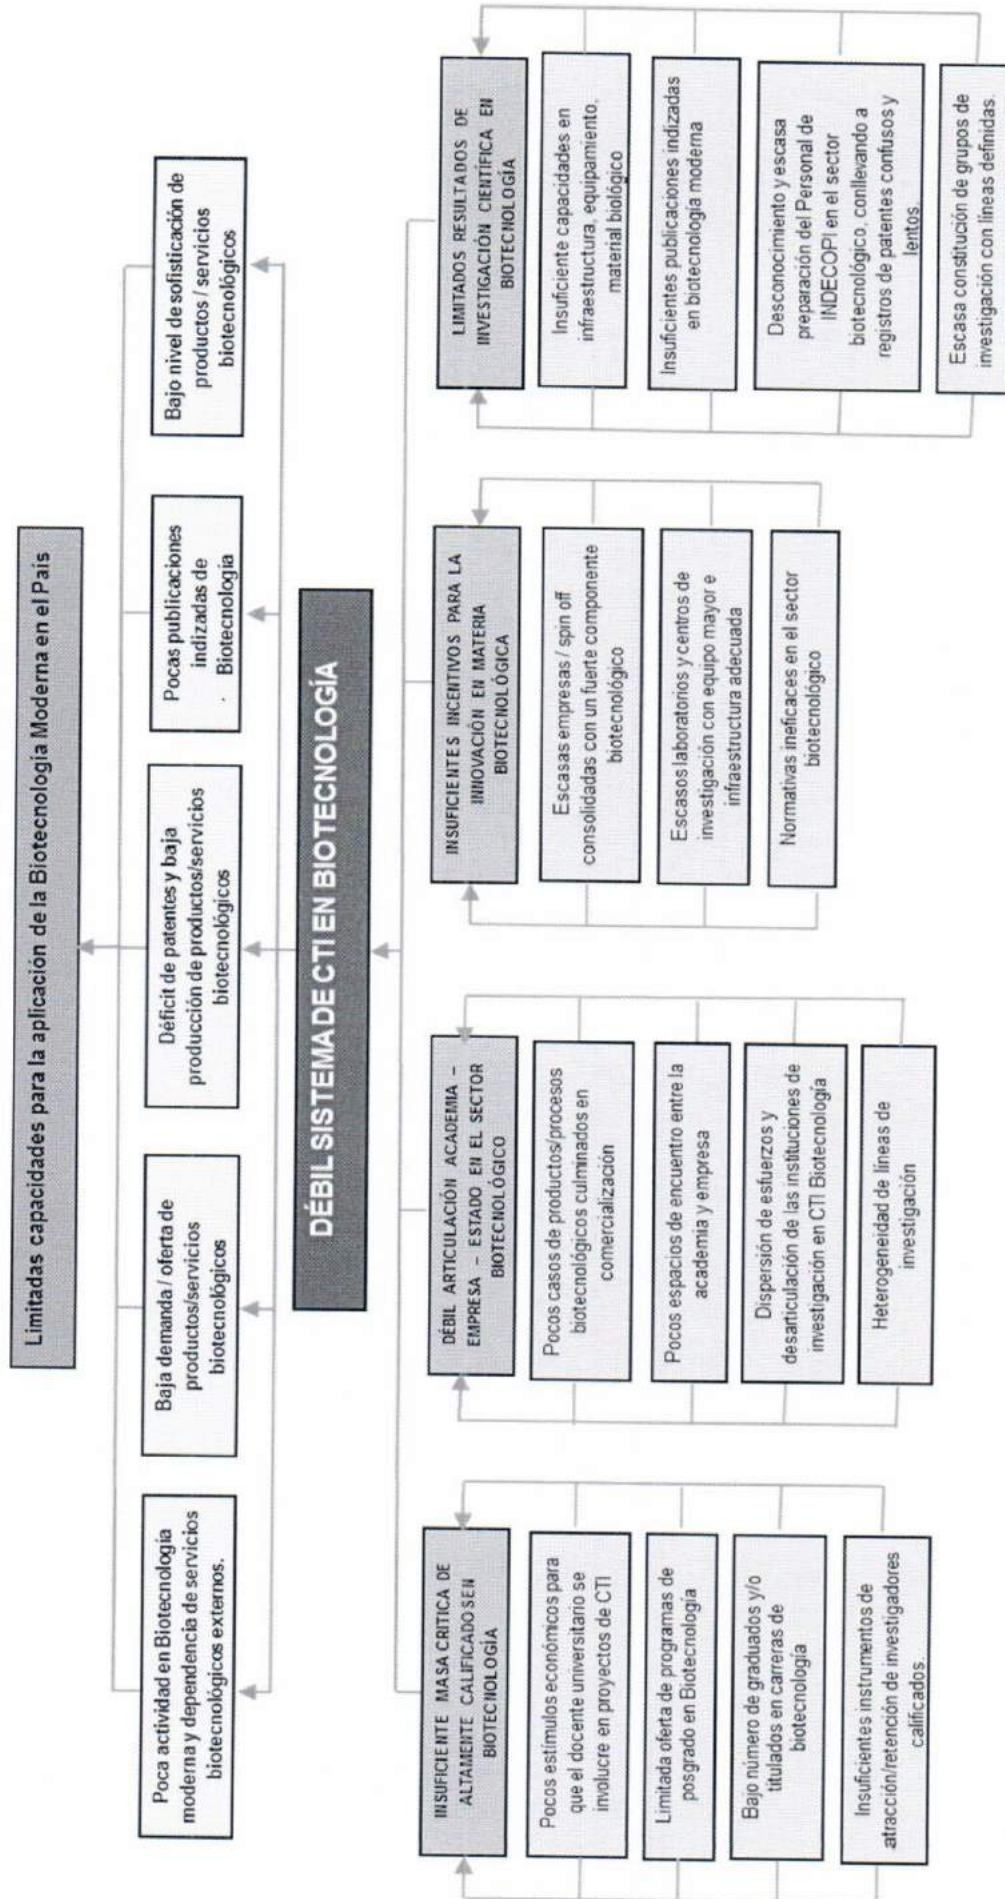 Limitadas capacidades para la aplicación de la Biotecnología Moderna en el País
Poca actividad en Biotecnología
moderna y dependencia de servicios
biotecnológicos externos.
Baja demanda / oferta de
productos/servicios
biotecnológicos
Déficit de patentes y baja
producción de productos/servicios
biotecnológicos
Pocas publicaciones
indizadas de
. Biotecnología
Bajo nivel de sofisticación de
productos / servicios
biotecnológicos
DÉBIL SISTEMA DE CTI EN BIOTECNOLOGÍA
INSUFICIENTE MASA CRITICA DE
ALTAMENTE CALIFICADOS EN
BIOTECNOLOGÍA
Pocos estímulos económicos para
que el docente universitario se
involucre en proyectos de CTI
Limitada oferta de programas de
posgrado en Biotecnología
Bajo número de graduados y/o
titulados en carreras de
biotecnología
Insuficientes instrumentos de
atracción/retención de investigadores
calificados.
DÉBIL ARTICULACIÓN ACADEMIA –
EMPRESA – ESTADO EN EL SECTOR
BIOTECNOLÓGICO
Pocos casos de productos/procesos
biotecnológicos culminados en
comercialización
Pocos espacios de encuentro entre la
academia y empresa
Dispersión de esfuerzos y
desarticulación de las instituciones de
investigación en CTI Biotecnología
Heterogeneidad de líneas de
investigación
INSUFICIENTES INCENTIVOS PARA LA
INNOVACIÓN EN MATERIA
BIOTECNOLÓGICA
Escasas empresas / spin off
consolidadas con un fuerte componente
biotecnológico
Escasos laboratorios y centros de
investigación con equipo mayor e
infraestructura adecuada
Normativas ineficaces en el sector
biotecnológico
LIMITADOS RESULTADOS DE
INVESTIGACIÓN CIENTÍFICA EN
BIOTECNOLOGÍA
Insuficiente capacidades en
infraestructura, equipamiento,
material biológico
Insuficientes publicaciones indizadas
en biotecnología moderna
Desconocimiento y escasa
preparación del Personal de
INDECOPI en el sector
biotecnológico, conllevando a
registros de patentes confusos y
lentos
Escasa constitución de grupos de
investigación con líneas definidas.